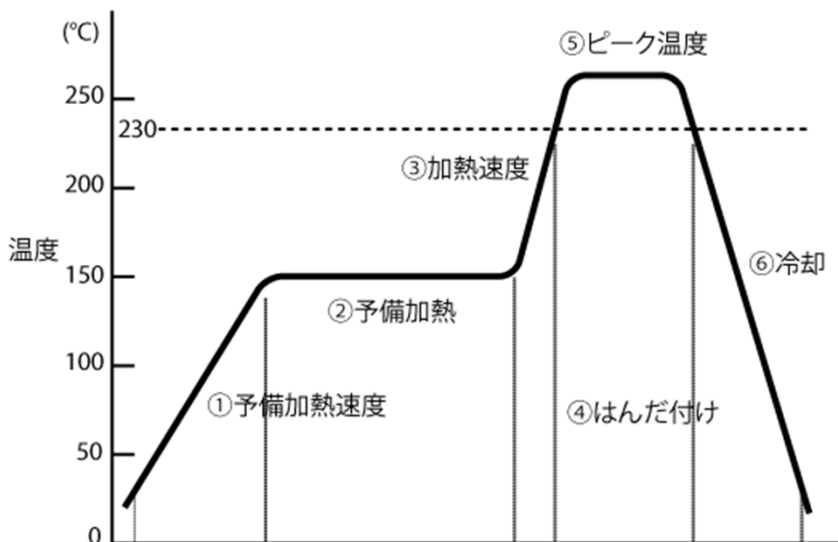 (℃)
⑤ピーク温度
250
230
③加熱速度
200
温度
150
⑥冷却
②予備加熱
100
①予備加熱速度
④はんだ付け
50
0